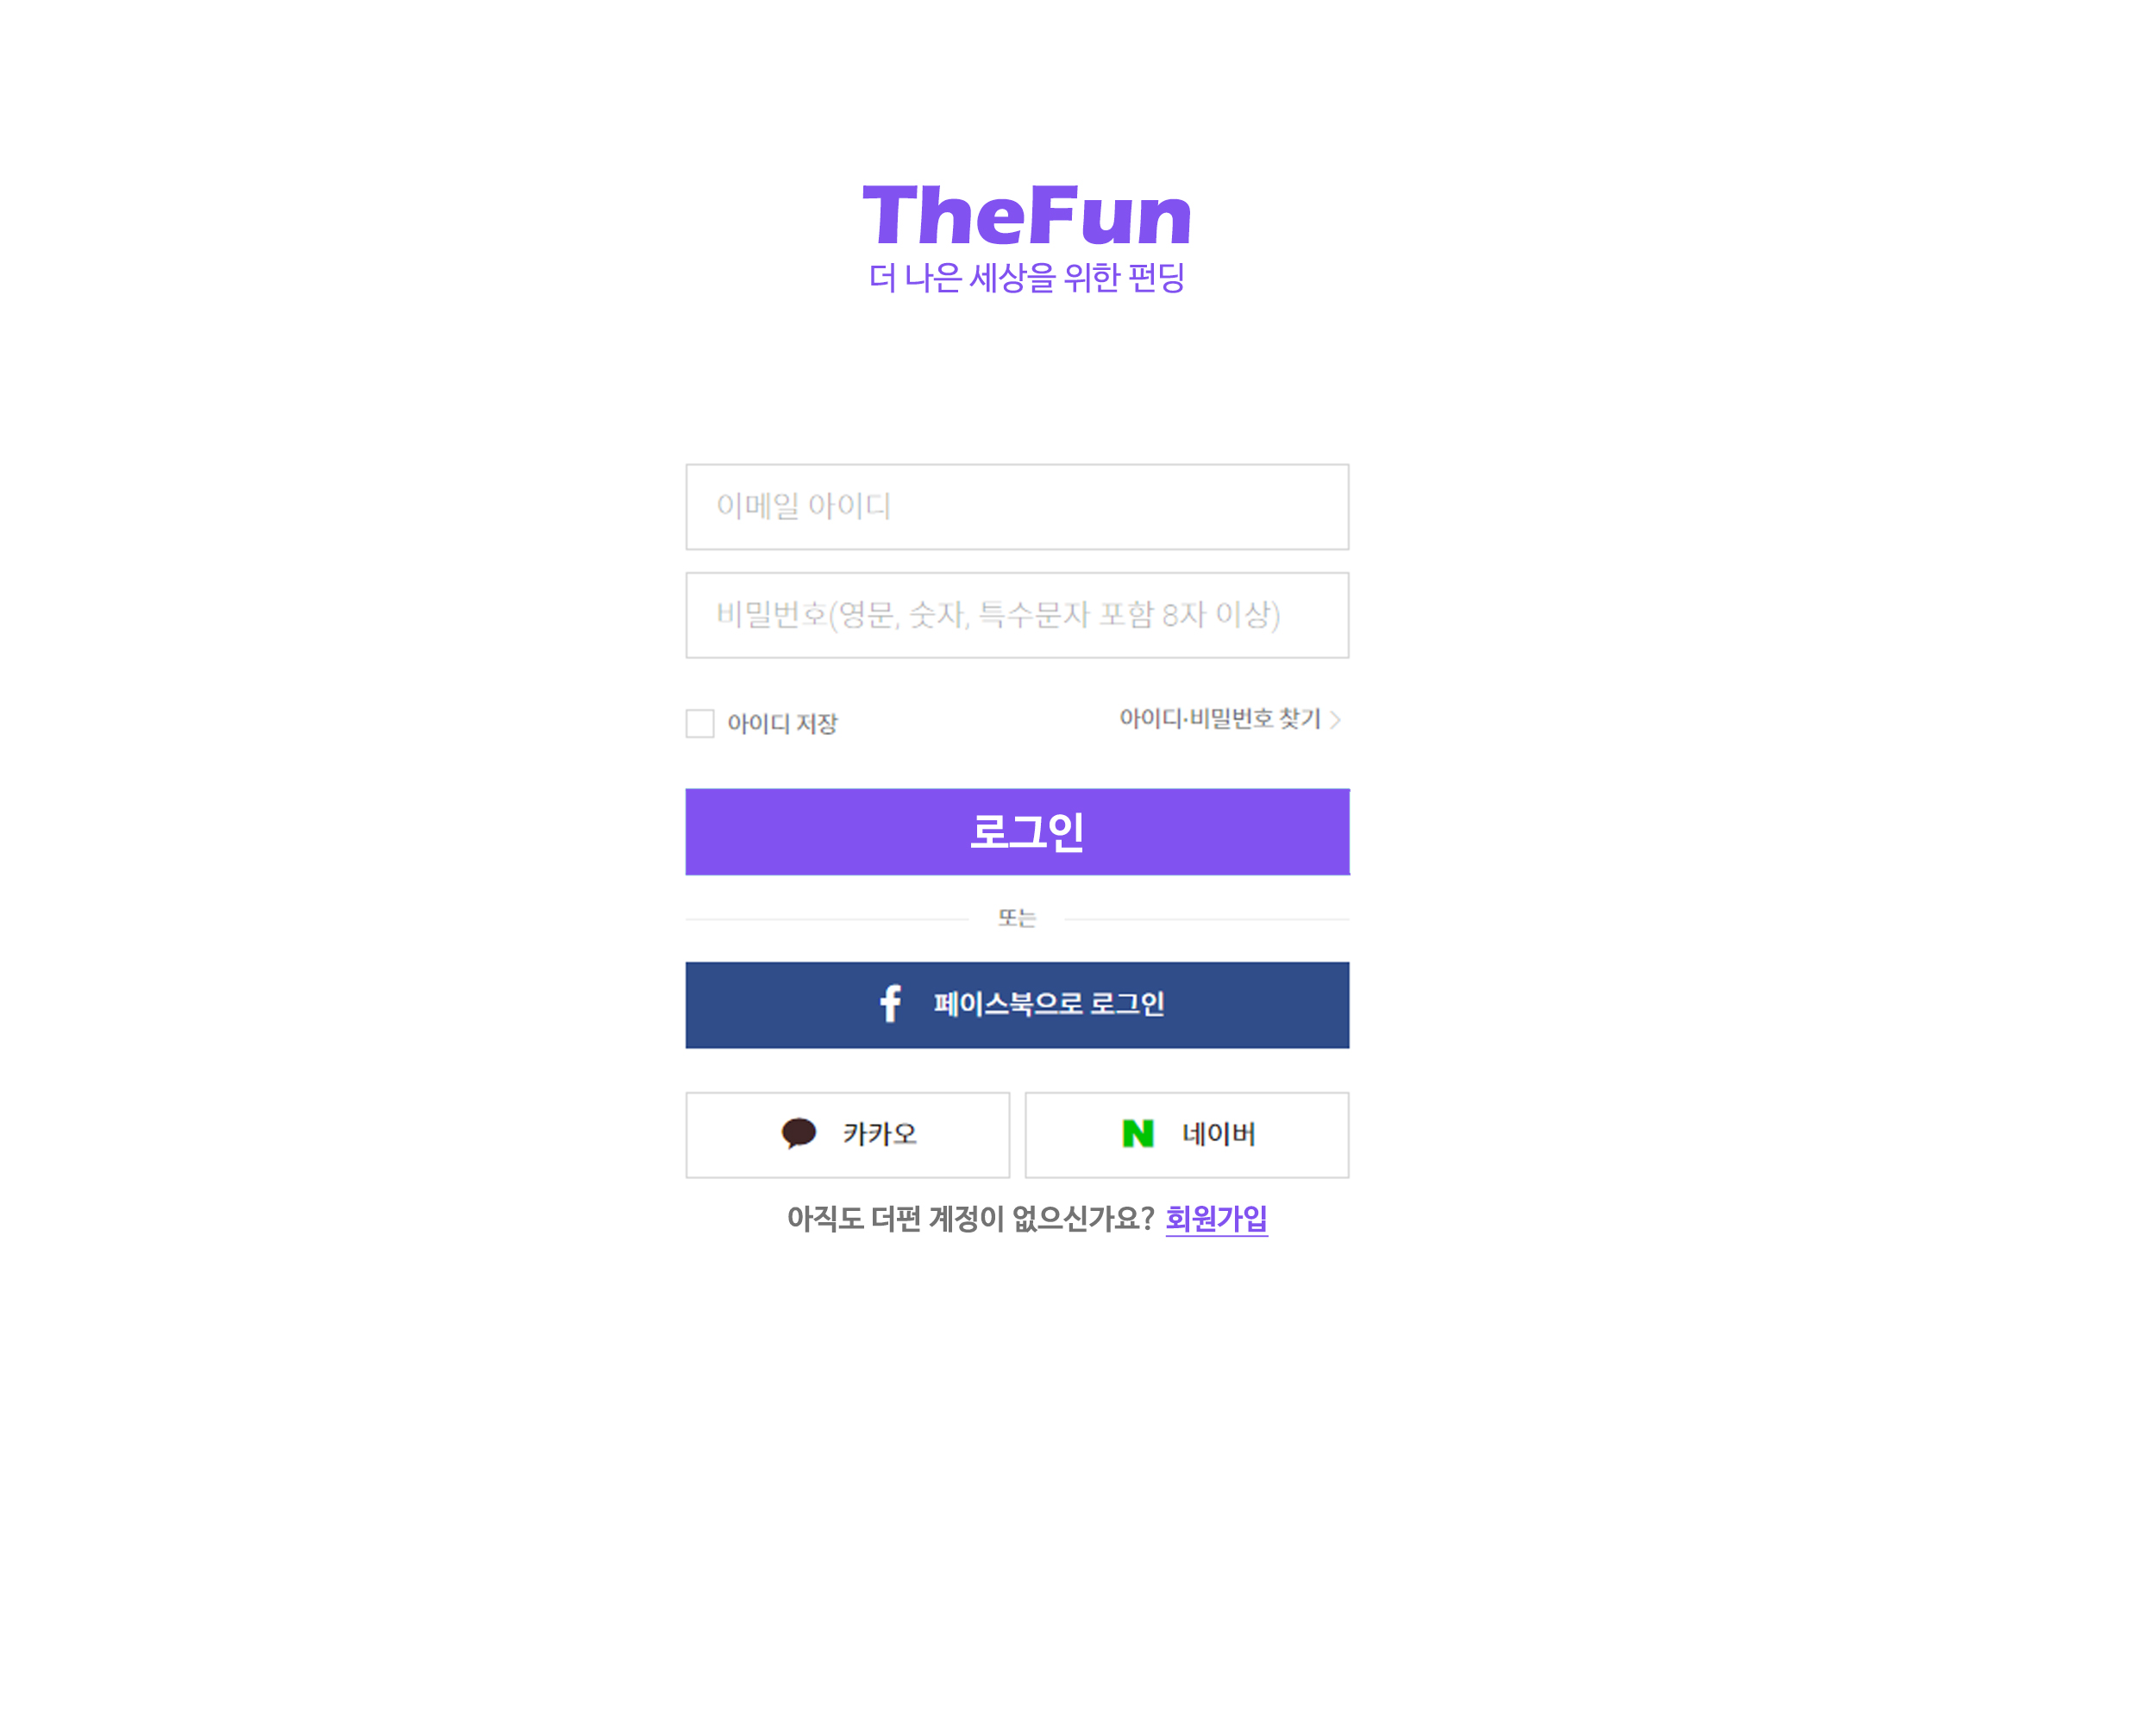 TheFun
더 나은 세상을 위한 펀딩
이메일 아이디
비밀번호(영문, 숫자, 특수문자 포함 8자 이상)
아이디 저장
아이디·비밀번호 찾기
로그인
또는
f 페이스북으로 로그인
카카오
N 네이버
아직도 더펀 계정이 없으신가요? 회원가입